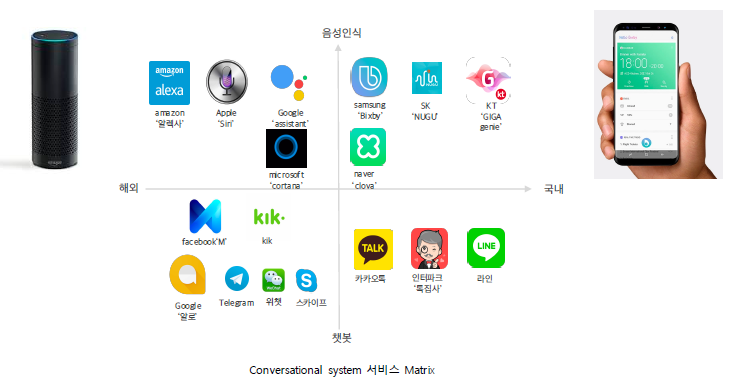 음성인식
amazon
alexa
amazon
'알렉사'
Apple
'Siri'
Google
'assistant'
samsung
'Bixby'
SK
'NUGU'
kt
KT
'GIGA
genie'
18:00
microsoft
'cortana'
naver
'clova'
해외
국내
facebook'M'
kik.
kik
TALK
카카오톡
인터파크
'톡집사'
LINE
라인
Google
'알로'
Telegram
WeChat
위챗
스카이프
챗봇
Conversational system 서비스 Matrix